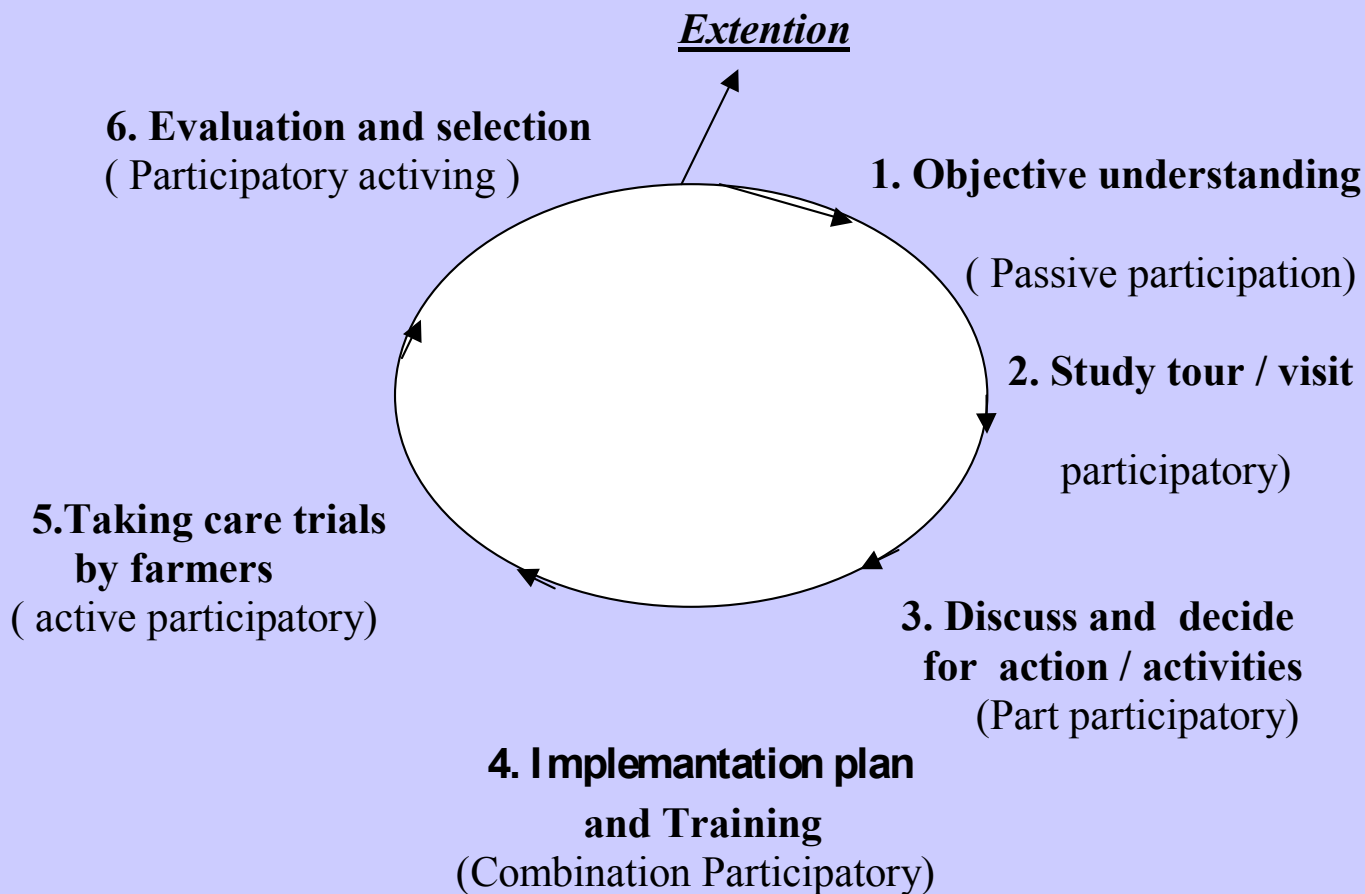 Extention
6. Evaluation and selection
( Participatory activing )
1. Objective understanding
( Passive participation)
2. Study tour / visit
participatory)
3. Discuss and decide
for action / activities
(Part participatory)
4. Implemantation plan
and Training
(Combination Participatory)
5.Taking care trials
by farmers
( active participatory)